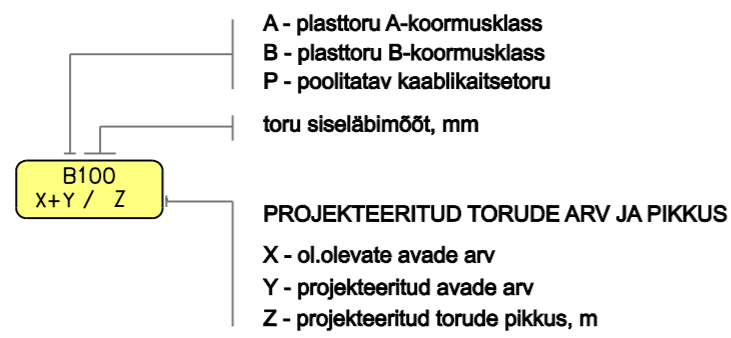 A - plasttoru A-koormusklass
B - plasttoru B-koormusklass
P - poolitatav kaablikaitsetoru
toru siseläbimõõt, mm
B100
X+Y / Z
PROJEKTEERITUD TORUDE ARV JA PIKKUS
X - ol.olevate avade arv
Y - projekteeritud avade arv
Z - projekteeritud torude pikkus, m